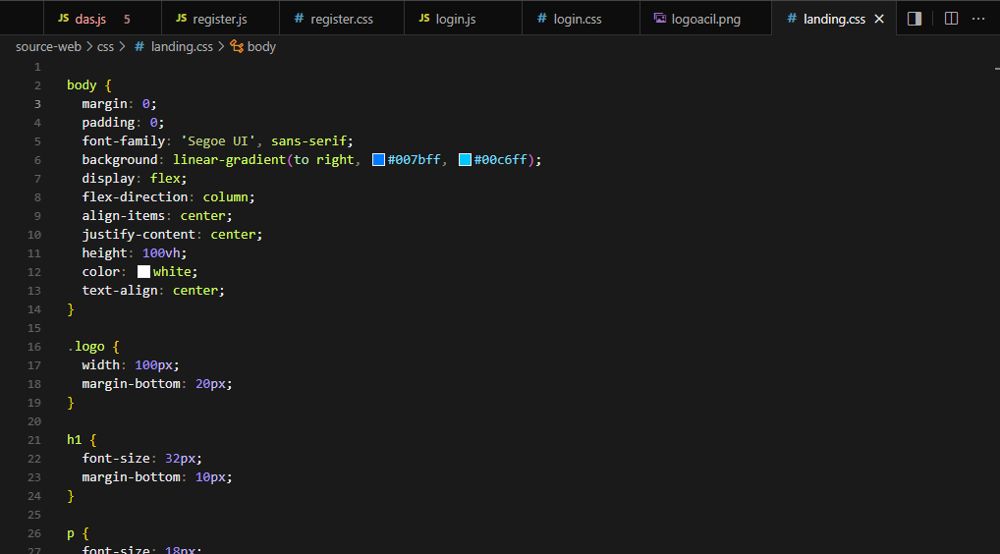 JS das.js 5 JS register.js # register.css JS login.js # login.css logoacil.png # landing.css
source-web > css > # landing.css > body
1
2 body {
3 margin: 0;
4 padding: 0;
5 font-family: 'Segoe UI', sans-serif;
6 background: linear-gradient(to right, #007bff, #00c6ff);
7 display: flex;
8 flex-direction: column;
9 align-items: center;
10 justify-content: center;
11 height: 100vh;
12 color: white;
13 text-align: center;
14 }
15
16 .logo {
17 width: 100px;
18 margin-bottom: 20px;
19 }
20
21 h1 {
22 font-size: 32px;
23 margin-bottom: 10px;
24 }
25
26 p {
27 font-size: 18px;